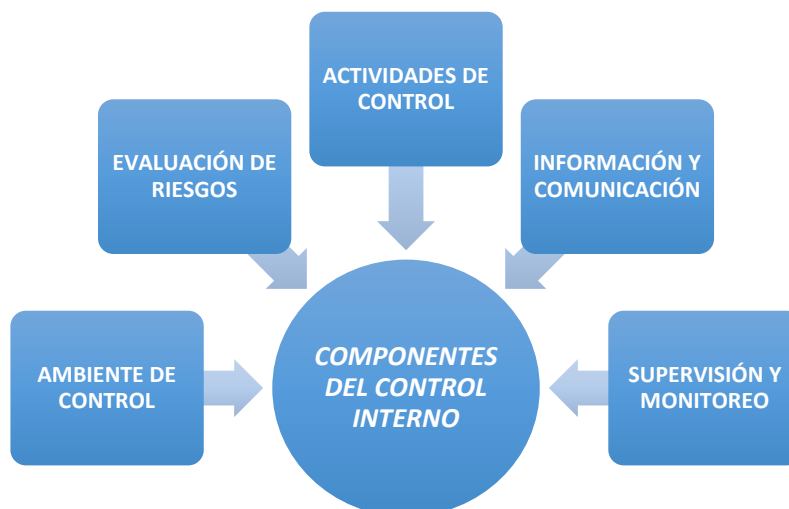 ACTIVIDADES DE
CONTROL
EVALUACIÓN DE
RIESGOS
INFORMACIÓN Y
COMUNICACIÓN
AMBIENTE DE
CONTROL
COMPONENTES
DEL CONTROL
INTERNO
SUPERVISIÓN Y
MONITOREO